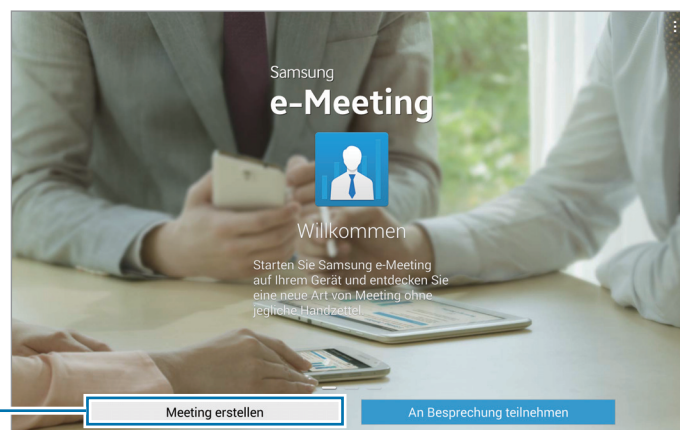 Samsung
e-Meeting
Willkommen
Starten Sie Samsung e-Meeting
auf Ihrem Gerät und entdecken Sie
eine neue Art von Meeting ohne
jegliche Handzettel.
Meeting erstellen
An Besprechung teilnehmen